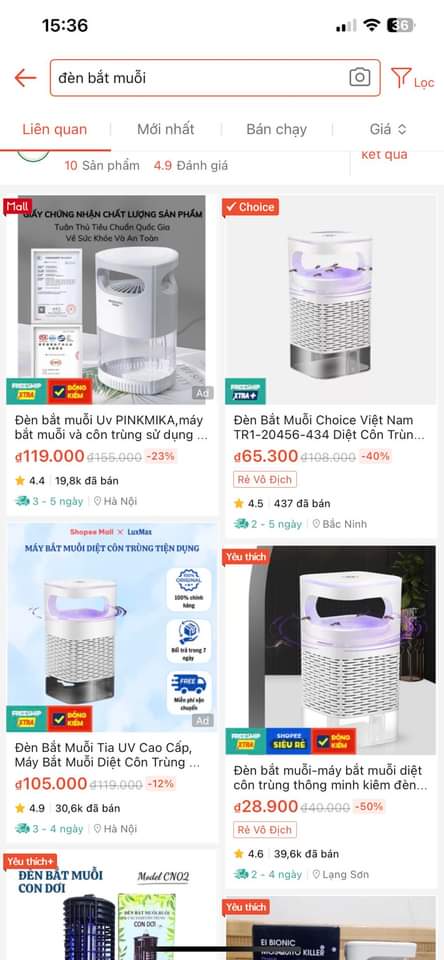 15:36
36
đèn bắt muỗi
Lọc
Liên quan
Mới nhất
Bán chạy
Giá
10 Sản phẩm
4.9 Đánh giá
kết quả
Mall
GIẤY CHỨNG NHẬN CHẤT LƯỢNG SẢN PHẨM
Tuân Thủ Tiêu Chuẩn Quốc Gia
Về Sức Khỏe Và An Toàn
FREESHIP XTRA
ĐỒNG KIỂM
Ad
Đèn bắt muỗi Uv PINKMIKA,máy
bắt muỗi và côn trùng sử dụng ...
₫119.000 ₫155.000 -23%
4.4 19,8k đã bán
3 - 5 ngày Hà Nội
Choice
FREESHIP XTRA+
Đèn Bắt Muỗi Choice Việt Nam
TR1-20456-434 Diệt Côn Trùn...
₫65.300 ₫108.000 -40%
Rẻ Vô Địch
4.5 437 đã bán
2 - 5 ngày Bắc Ninh
Shopee Mall X LuxMax
MÁY BẮT MUỖI DIỆT CÔN TRÙNG TIỆN DỤNG
ORIGINAL
100% chính
hãng
Đổi trả trong 7
ngày
FREE
Miễn phí vận
chuyển
FREESHIP XTRA
ĐỒNG KIỂM
Ad
Đèn Bắt Muỗi Tia UV Cao Cấp,
Máy Bắt Muỗi Diệt Côn Trùng ...
₫105.000 ₫119.000 -12%
4.9 30,6k đã bán
3 - 4 ngày Hà Nội
Yêu thích
FREESHIP XTRA
SHOPEE SIÊU RẺ
ĐỒNG KIỂM
Đèn bắt muỗi-máy bắt muỗi diệt
côn trùng thông minh kiêm đèn...
₫28.900 ₫40.000 -50%
Rẻ Vô Địch
4.6 39,6k đã bán
2 - 4 ngày Lạng Sơn
Yêu thích+
ĐÈN BẮT MUỖI
CON DƠI
Model CN02
ĐÈN BẮT MUỖI
CON DƠI
Yêu thích
EI BIONIC
MOSQUITO KILLER